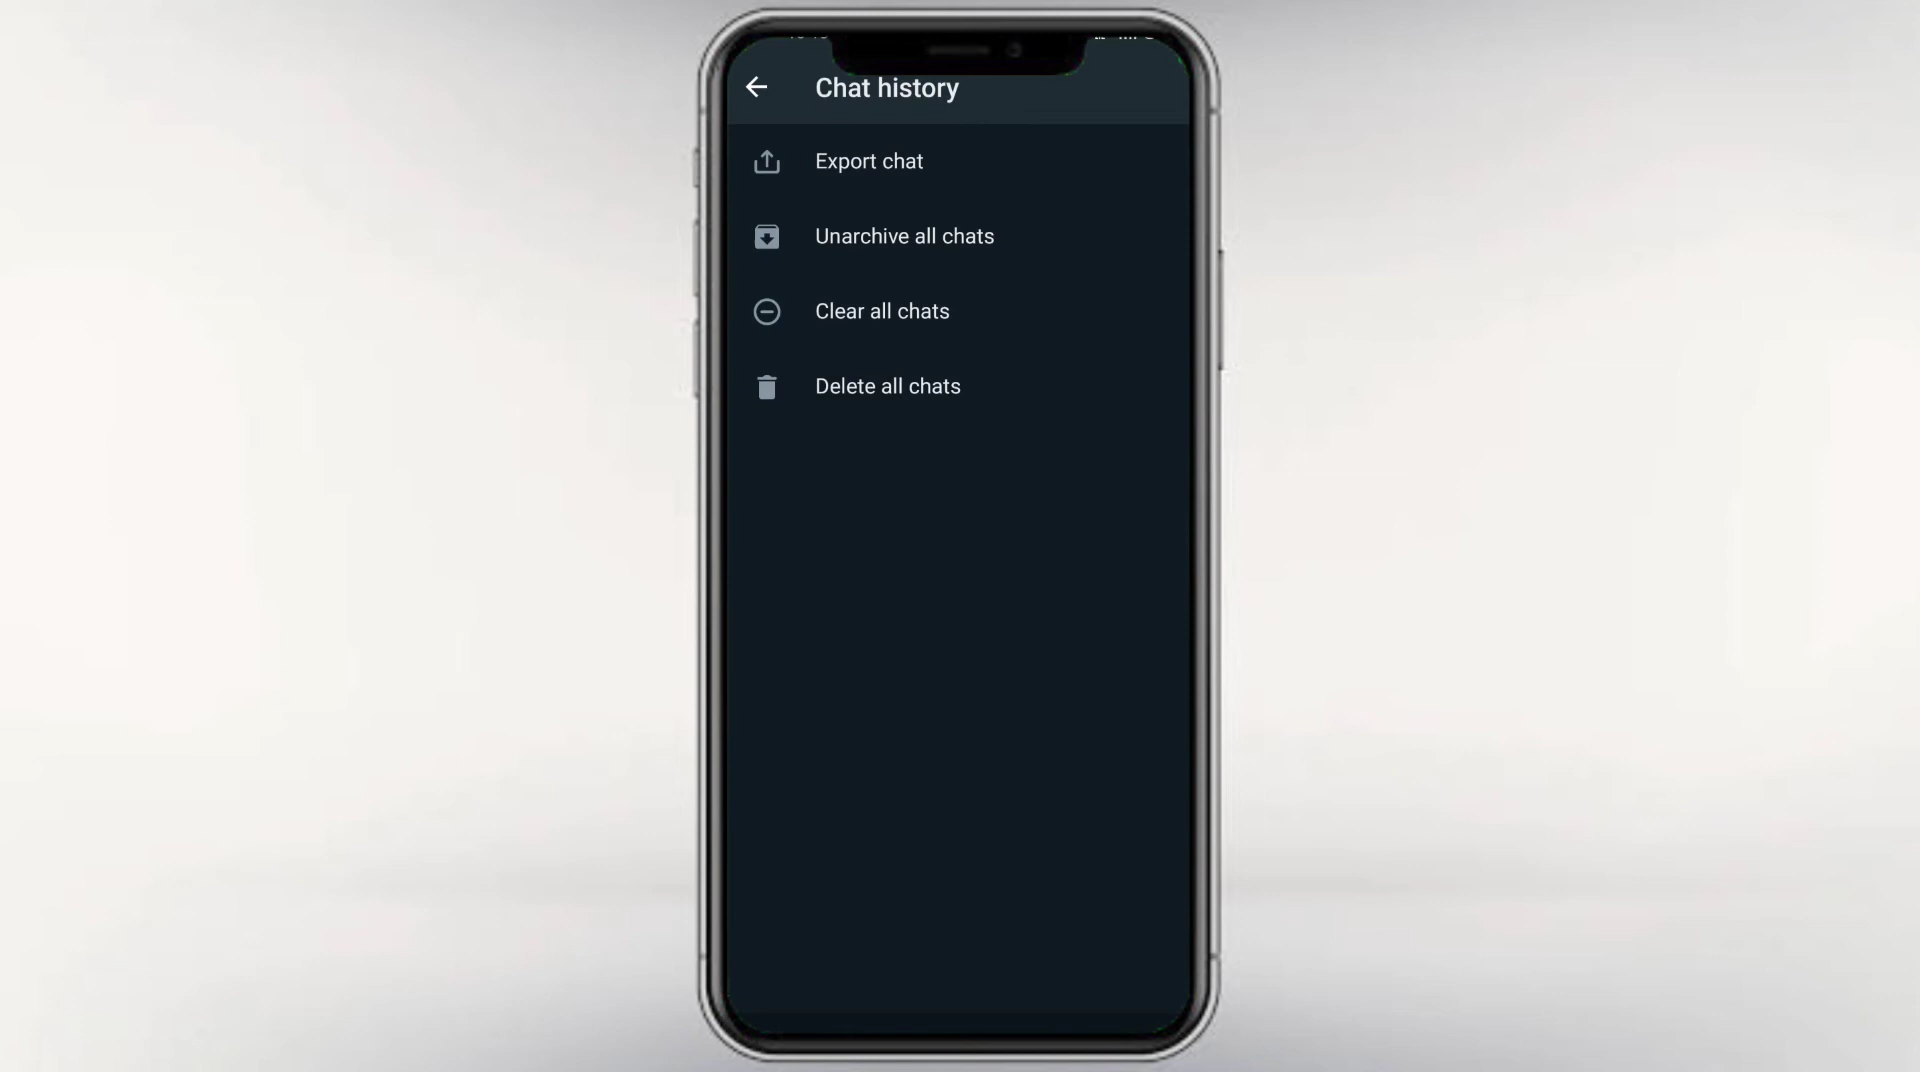 Chat history
Export chat
Unarchive all chats
Clear all chats
Delete all chats